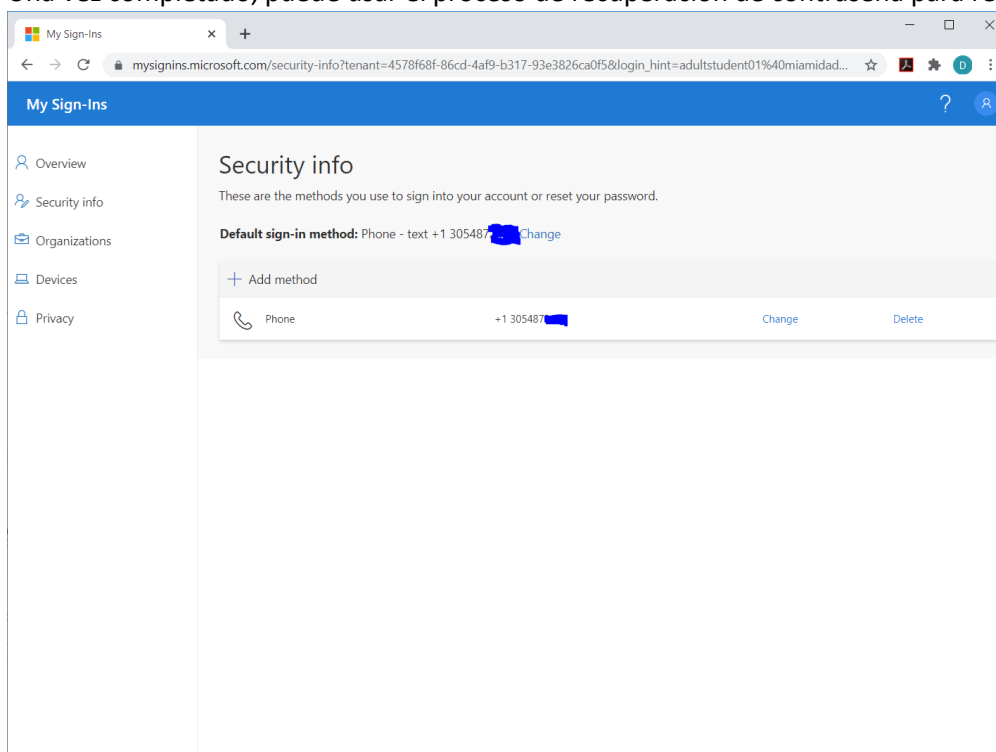 Una vez completado, puede usar el proceso de recuperación de contraseña para
My Sign-Ins
mysignins.microsoft.com/security-info?tenant=4578f68f-86cd-4af9-b317-93e3826ca0f5&login_hint=adultstudent01%40miamidad...
D
My Sign-Ins
?
Overview
Security info
Organizations
Devices
Privacy
Security info
These are the methods you use to sign into your account or reset your password.
Default sign-in method: Phone - text +1 305487 Change
+ Add method
Phone +1 305487 Change Delete